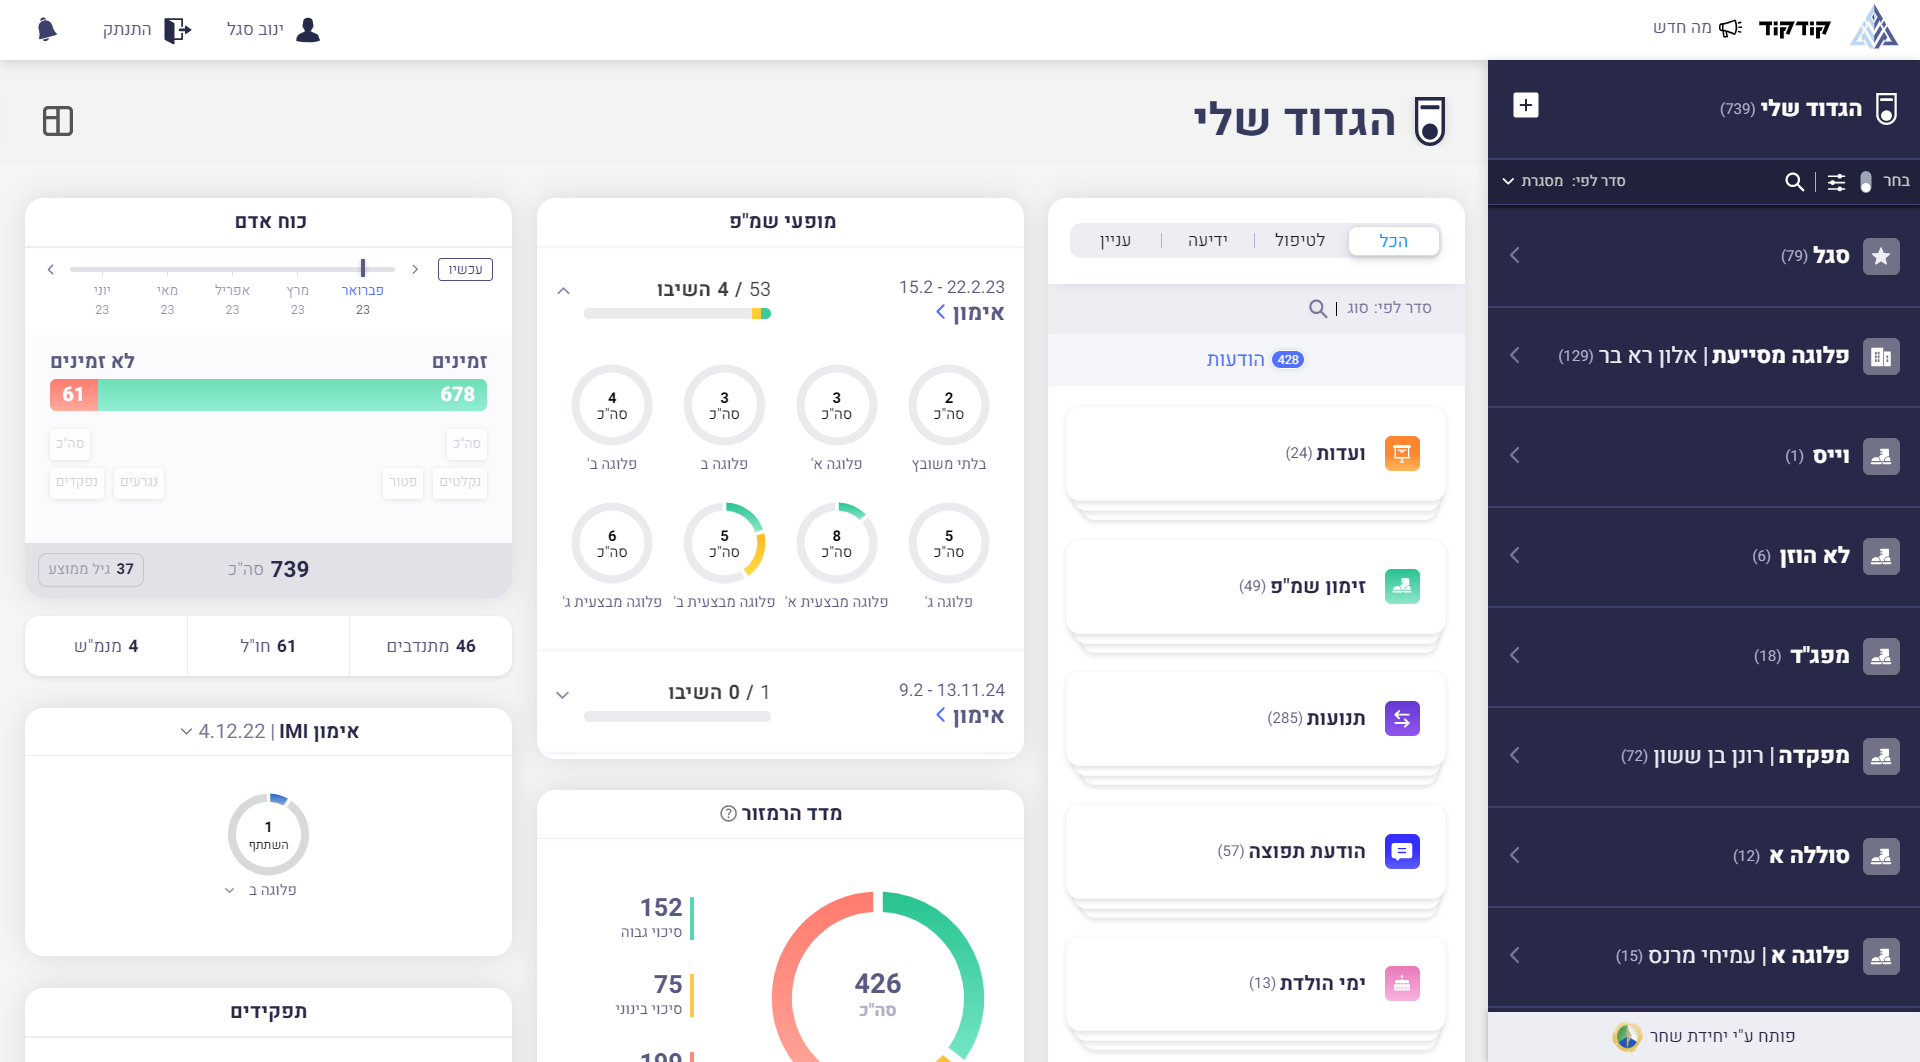 קודקוד
מה חדש
ינוב סגל
התנתק
הגדוד שלי (739)
בחר
סדר לפי: מסגרת
סגל (79)
פלוגה מסייעת | אלון רא בר (129)
וייס (1)
לא הוזן (6)
מפג"ד (18)
מפקדה | רונן בן ששון (72)
סוללה א (12)
פלוגה א | עמיחי מרנס (15)
פותח ע"י יחידת שחר
הגדוד שלי
הכל
לטיפול
ידיעה
עניין
סדר לפי: סוג
428 הודעות
ועדות (24)
זימון שמ"פ (49)
תנועות (285)
הודעת תפוצה (57)
ימי הולדת (13)
מופעי שמ"פ
15.2 - 22.2.23
אימון
53 / 4 השיבו
2
סה"כ
בלתי משובץ
3
סה"כ
פלוגה א'
3
סה"כ
פלוגה ב
4
סה"כ
פלוגה ב'
5
סה"כ
פלוגה ג'
8
סה"כ
פלוגה מבצעית א'
5
סה"כ
פלוגה מבצעית ב'
6
סה"כ
פלוגה מבצעית ג'
9.2 - 13.11.24
אימון
1 / 0 השיבו
מדד הרמזור
?
426
סה"כ
152
סיכוי גבוה
75
סיכוי בינוני
199
כוח אדם
עכשיו
פברואר
23
מרץ
23
אפריל
23
מאי
23
יוני
23
זמינים
לא זמינים
678
61
סה"כ
נקלטים
פטור
סה"כ
נגרעים
נפקדים
739 סה"כ
37 גיל ממוצע
46 מתנדבים
61 חו"ל
4 מנמ"ש
אימון IMI | 4.12.22
1
השתתף
פלוגה ב
תפקידים